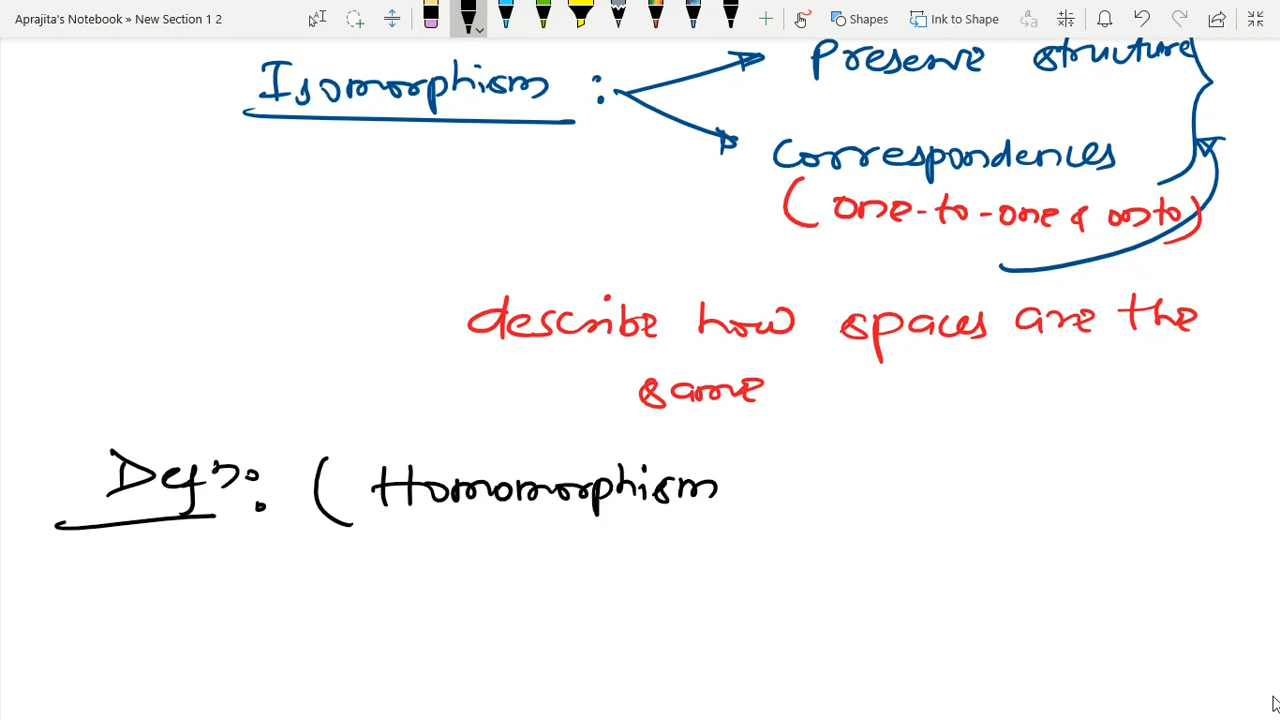 Aprajita's Notebook » New Section 1 2
Shapes
Ink to Shape
Preserve structure
Isomorphism :
Correspondences
(one-to-one & onto)
describe how spaces are the
same
Defn: ( Homomorphism